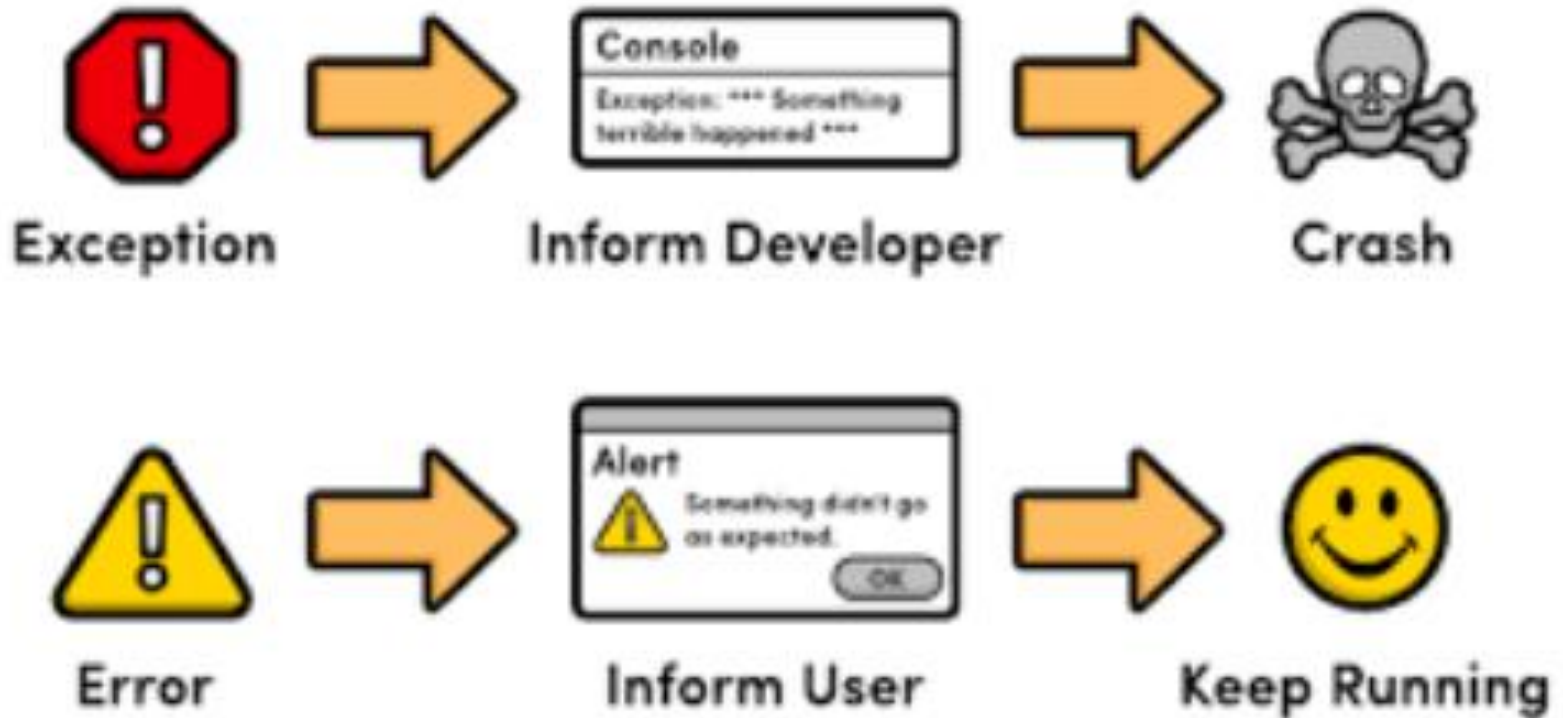 Console
Exception: *** Something
terrible happened ***
Exception
Inform Developer
Crash
Alert
Something didn't go
as expected.
OK
Error
Inform User
Keep Running